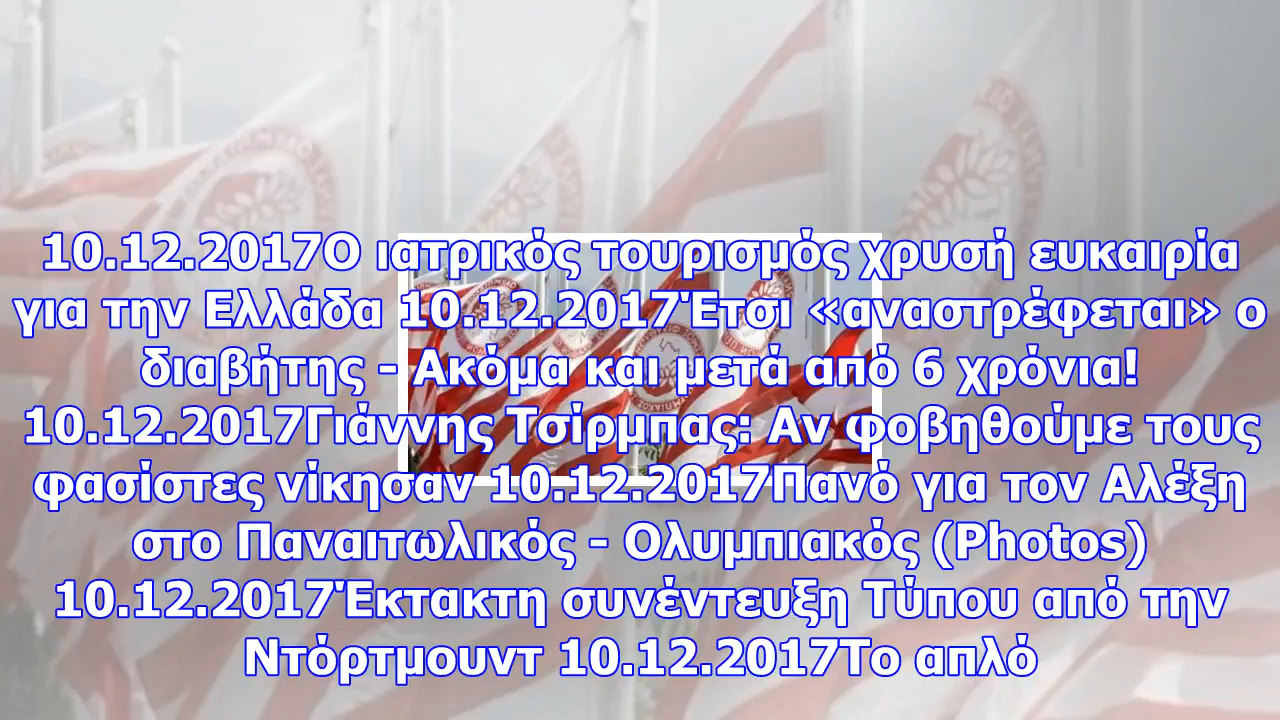 10.12.2017Ο ιατρικός τουρισμός χρυσή ευκαιρία
για την Ελλάδα 10.12.2017Έτσι «αναστρέφεται» ο
διαβήτης - Ακόμα και μετά από 6 χρόνια!
10.12.2017Γιάννης Τσίρμπας: Αν φοβηθούμε τους
φασίστες νίκησαν 10.12.2017Πανό για τον Αλέξη
στο Παναιτωλικός - Ολυμπιακός (Photos)
10.12.2017Έκτακτη συνέντευξη Τύπου από την
Ντόρτμουντ 10.12.2017Το απλό